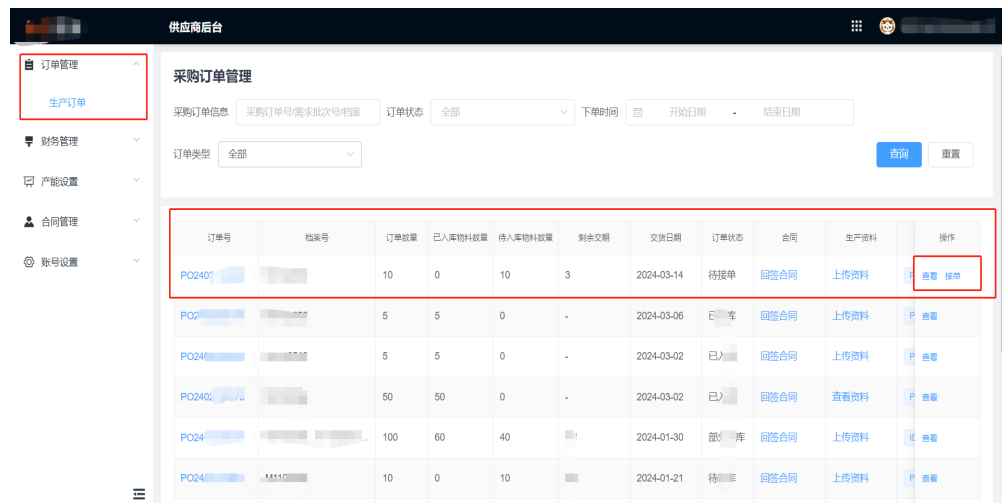 供应商后台
订单管理
生产订单
财务管理
产能设置
合同管理
账号设置
采购订单管理
采购订单信息 采购订单号/需求批次号/档案 订单状态 全部 下单时间 开始日期 - 结束日期
订单类型 全部 查询 重置
订单号 档案号 订单数量 已入库物料数量 待入库物料数量 剩余交期 交货日期 订单状态 合同 生产资料 操作
10 0 10 3 2024-03-14 待接单 回签合同 上传资料 查看 接单
5 5 0 - 2024-03-06 回签合同 上传资料 P 查看
5 5 0 - 2024-03-02 回签合同 上传资料 P 查看
50 50 0 - 2024-03-02 回签合同 查看资料 P 查看
100 60 40 2024-01-30 回签合同 上传资料 查看
10 0 10 2024-01-21 回签合同 上传资料 P 查看